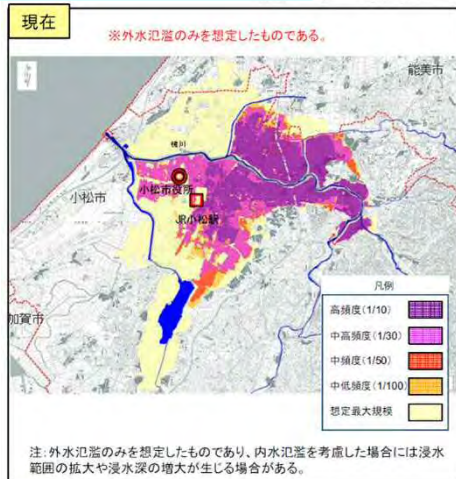 現在
※外水氾濫のみを想定したものである。
能美市
梯川
小松市役所
小松市
JR小松駅
加賀市
凡例
高頻度(1/10)
中高頻度(1/30)
中頻度(1/50)
中低頻度(1/100)
想定最大規模
注:外水氾濫のみを想定したものであり、内水氾濫を考慮した場合には浸水
範囲の拡大や浸水深の増大が生じる場合がある。